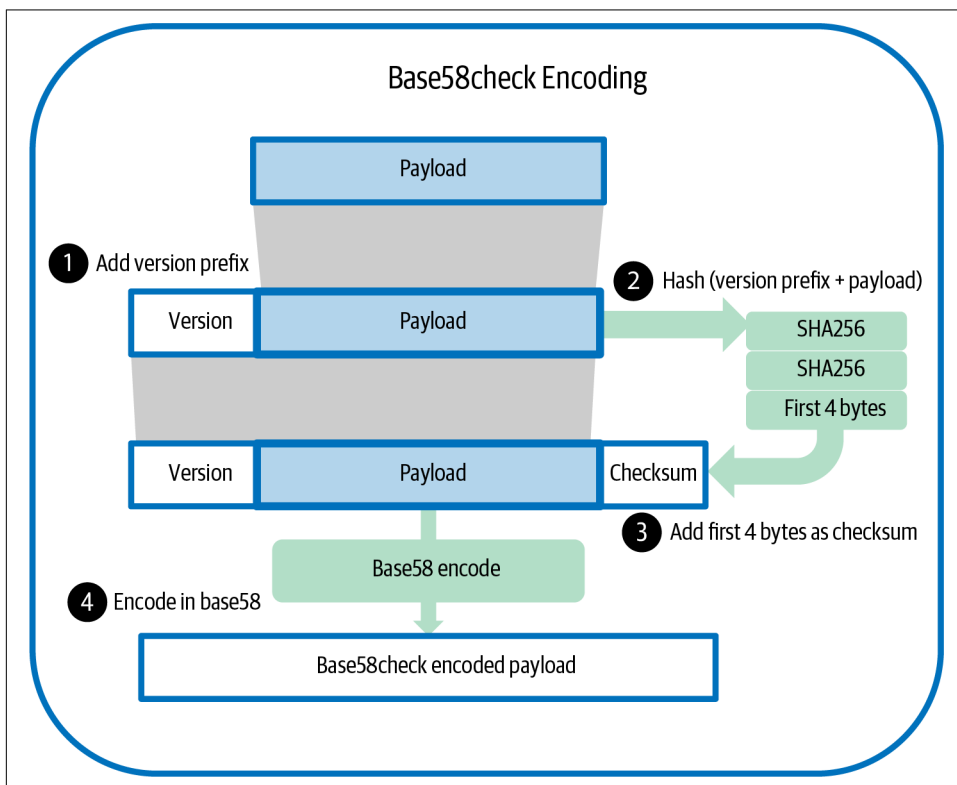 Base58check Encoding
Payload
1 Add version prefix
2 Hash (version prefix + payload)
Version
Payload
SHA256
SHA256
First 4 bytes
Version
Payload
Checksum
3 Add first 4 bytes as checksum
Base58 encode
4 Encode in base58
Base58check encoded payload